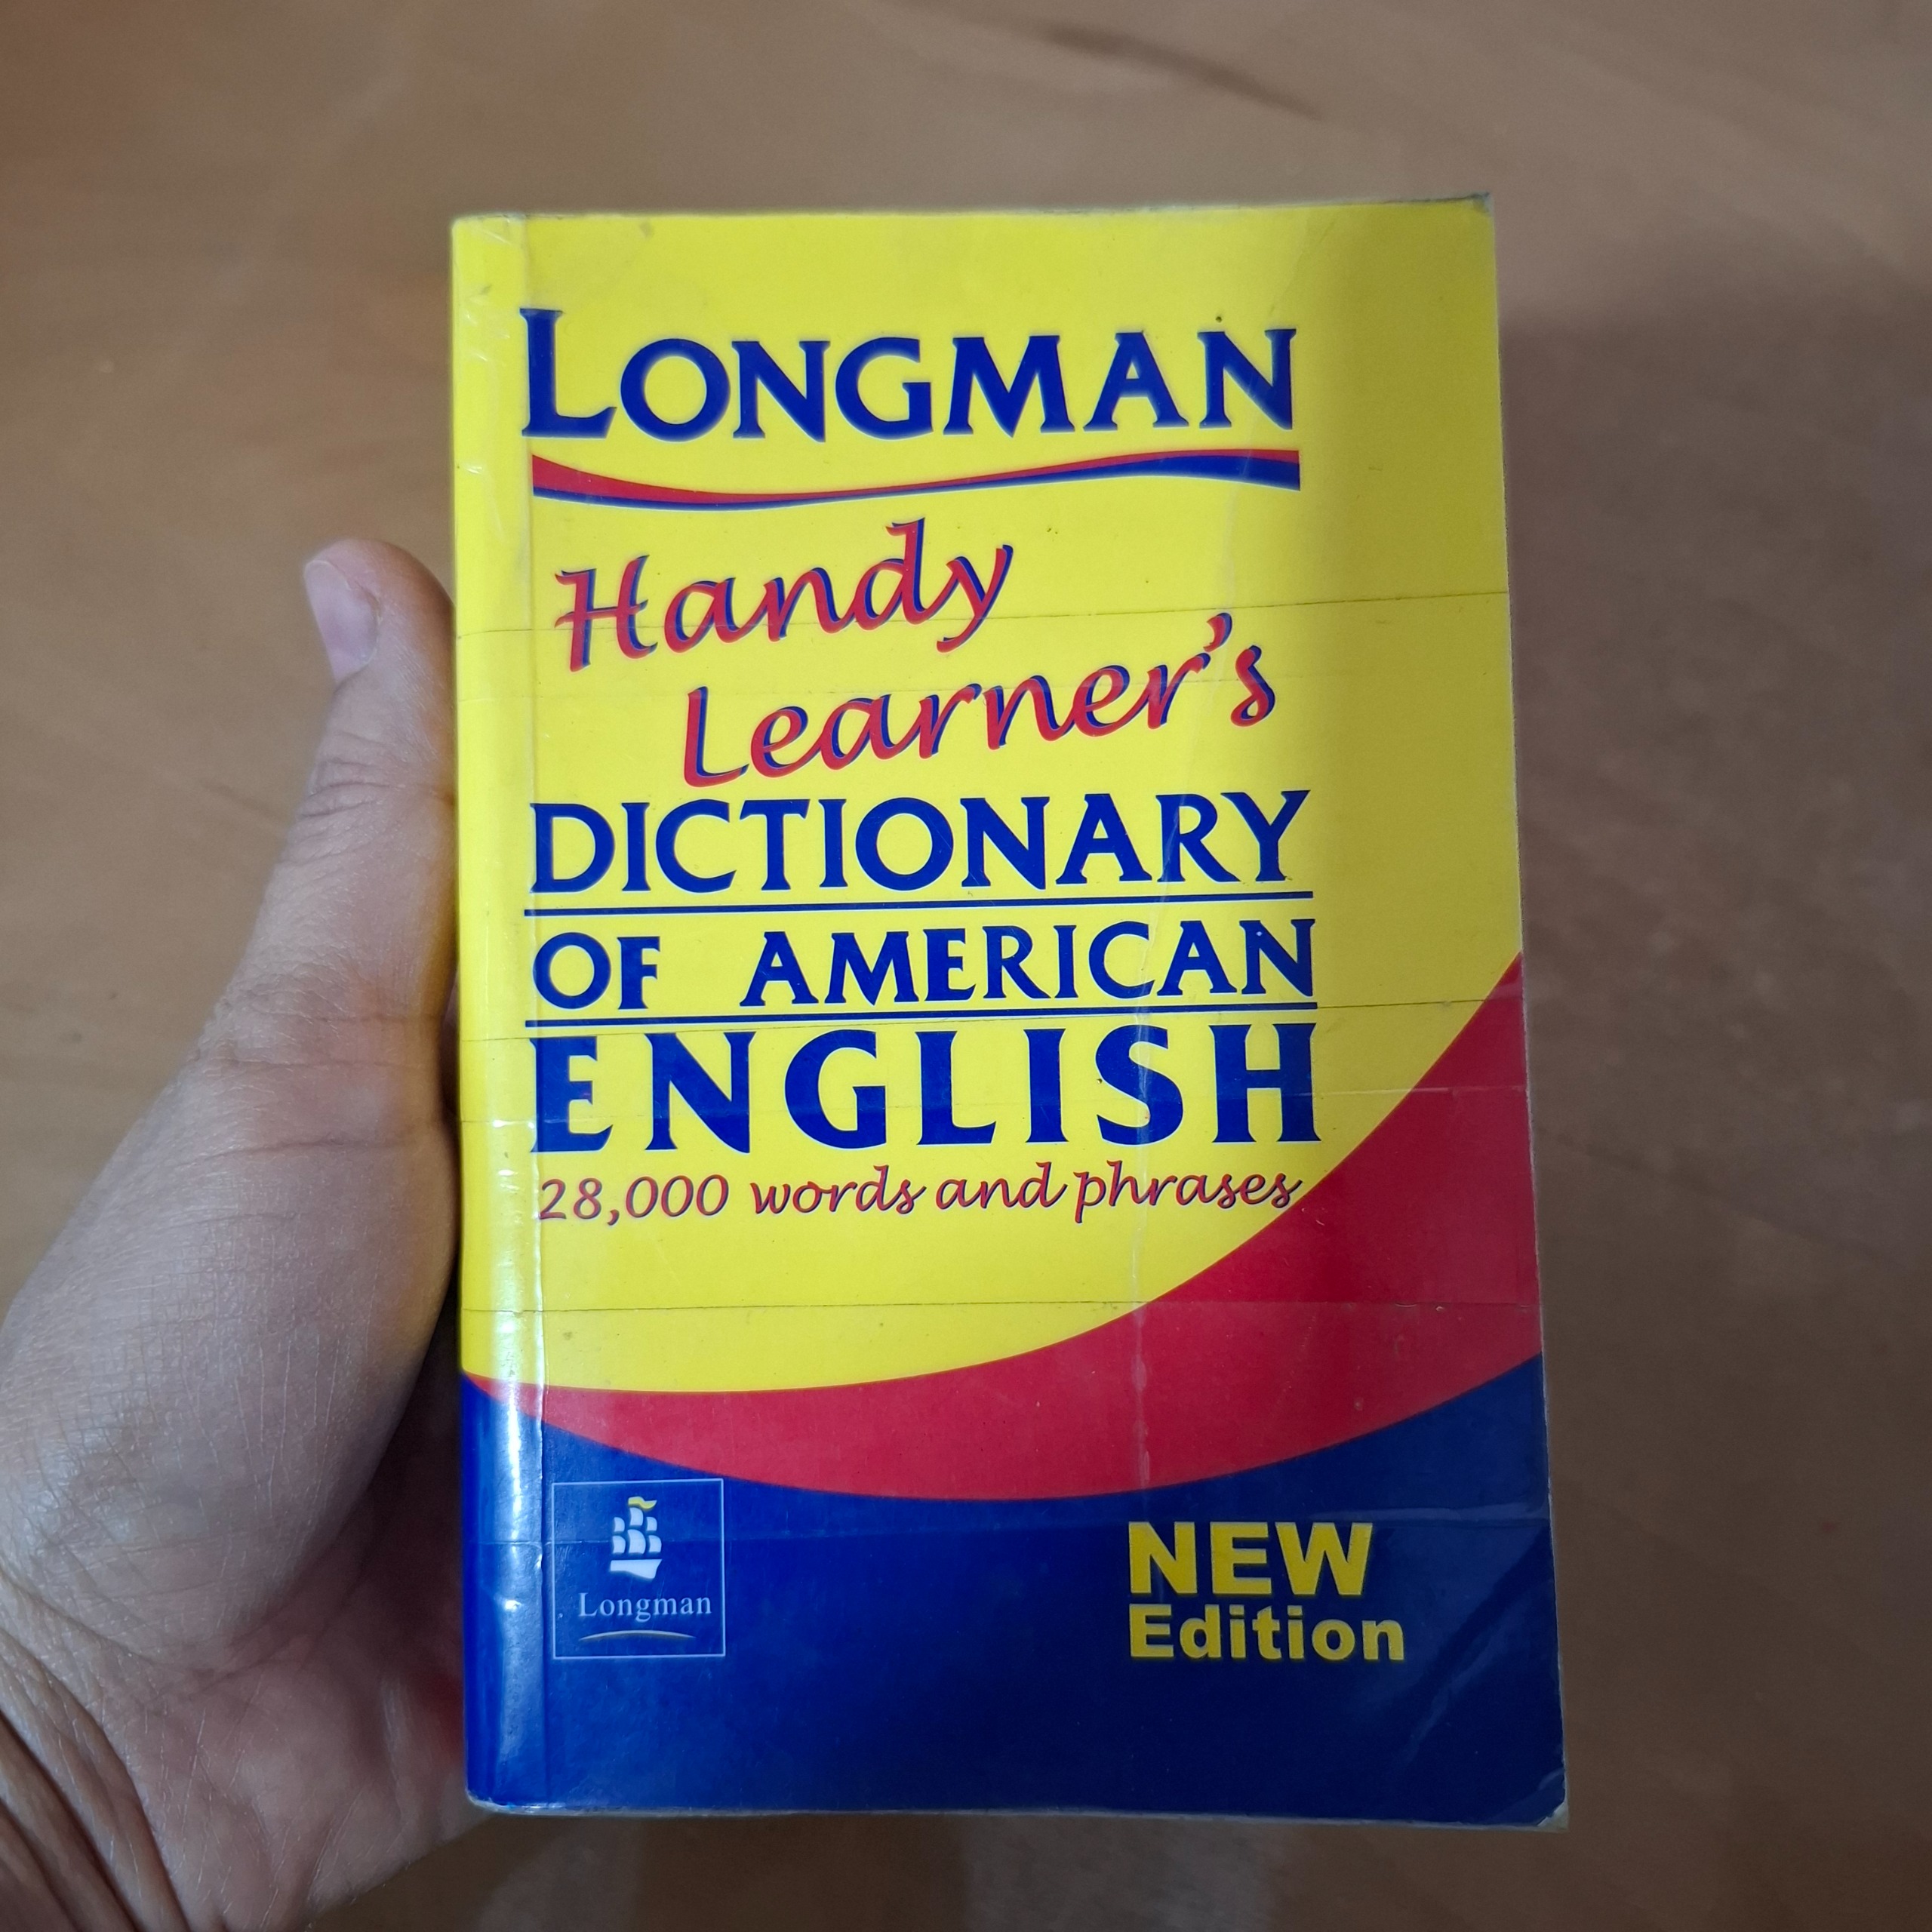 LONGMAN
Handy
Learner's
DICTIONARY
OF AMERICAN
ENGLISH
28,000 words and phrases
Longman
NEW
Edition